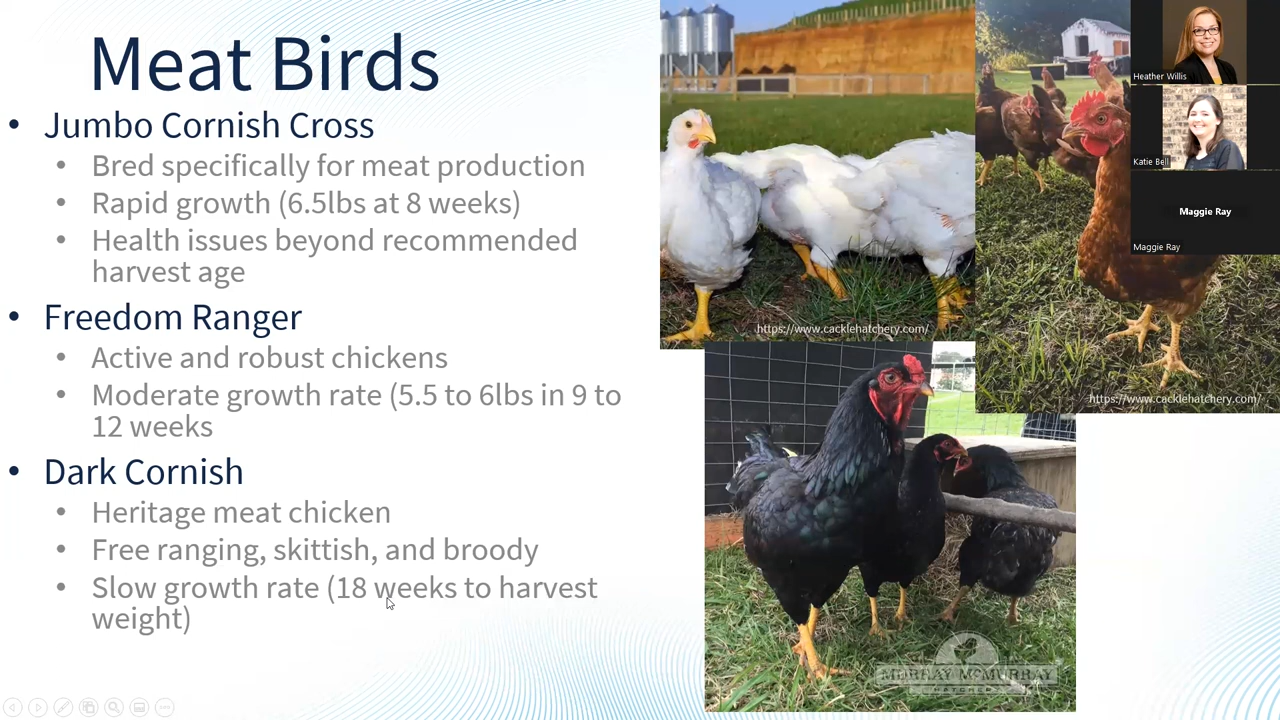 Meat Birds
• Jumbo Cornish Cross
• Bred specifically for meat production
• Rapid growth (6.5lbs at 8 weeks)
• Health issues beyond recommended
harvest age
• Freedom Ranger
• Active and robust chickens
• Moderate growth rate (5.5 to 6lbs in 9 to
12 weeks
• Dark Cornish
• Heritage meat chicken
• Free ranging, skittish, and broody
• Slow growth rate (18 weeks to harvest
weight)
https://www.cacklehatchery.com/
https://www.cacklehatchery.com/
MURRAY McMURRAY
HATCHERY
Heather Willis
Katie Bell
Maggie Ray
Maggie Ray